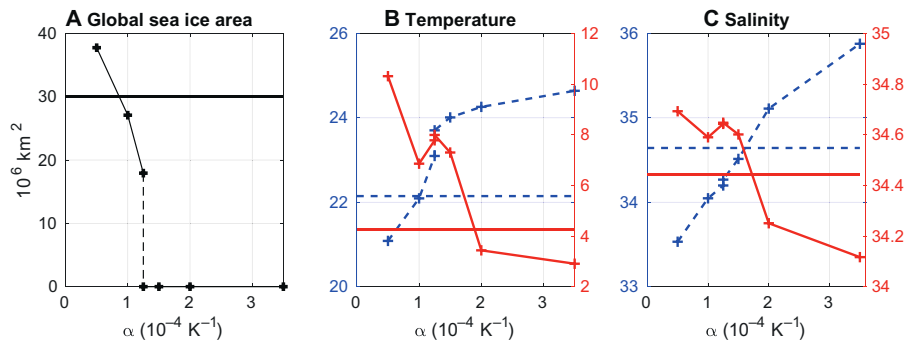 A Global sea ice area
40
30
20
10
0
0 1 2 3
10⁶ km²
α (10⁻⁴ K⁻¹)
B Temperature
26
24
22
20
12
10
8
6
4
2
0 1 2 3
α (10⁻⁴ K⁻¹)
C Salinity
36
35
34
33
35
34.8
34.6
34.4
34.2
34
0 1 2 3
α (10⁻⁴ K⁻¹)